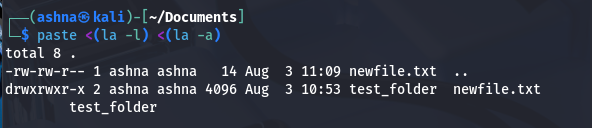 ┌──(ashna㉿kali)-[~/Documents]
└─$ paste <(la -l) <(la -a)
total 8 .
-rw-rw-r-- 1 ashna ashna   14 Aug  3 11:09 newfile.txt  ..
drwxrwxr-x 2 ashna ashna 4096 Aug  3 10:53 test_folder  newfile.txt
        test_folder